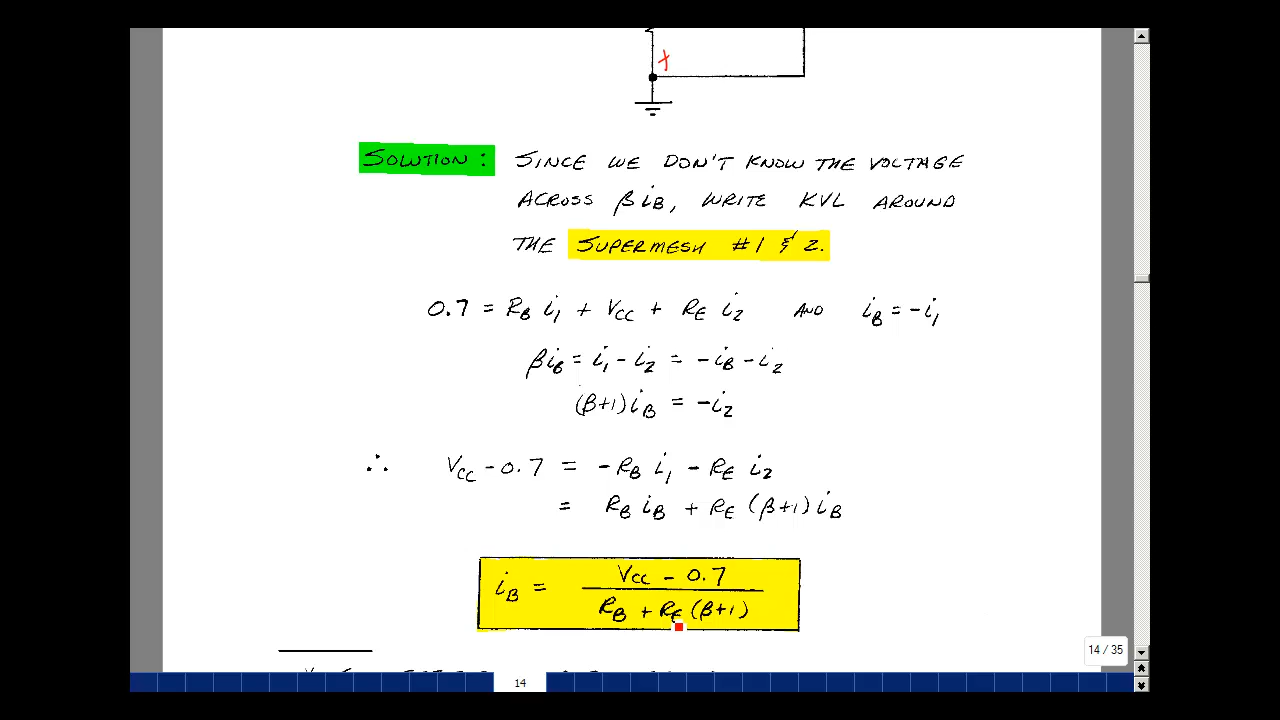 +
SOLUTION: SINCE WE DON'T KNOW THE VOLTAGE
ACROSS βiB, WRITE KVL AROUND
THE SUPERMESH #1 & 2.
0.7 = RB i1 + VCC + RE i2 AND iB = -i1
βiB = i1 - i2 = -iB - i2
(β+1)iB = -i2
∴ VCC - 0.7 = -RB i1 - RE i2
= RB iB + RE (β+1) iB
iB = VCC - 0.7
RB + RE (β+1)
14 / 35
14